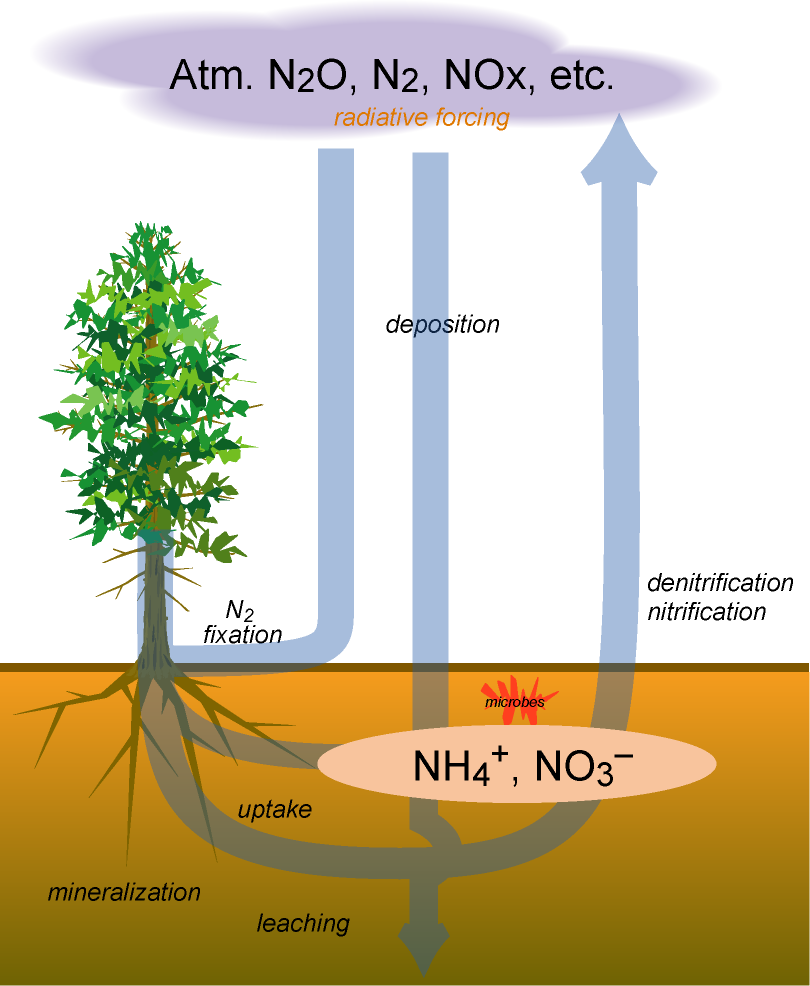 Atm. N2O, N2, NOx, etc.
radiative forcing
deposition
N2
fixation
denitrification
nitrification
microbes
NH4+, NO3–
uptake
mineralization
leaching